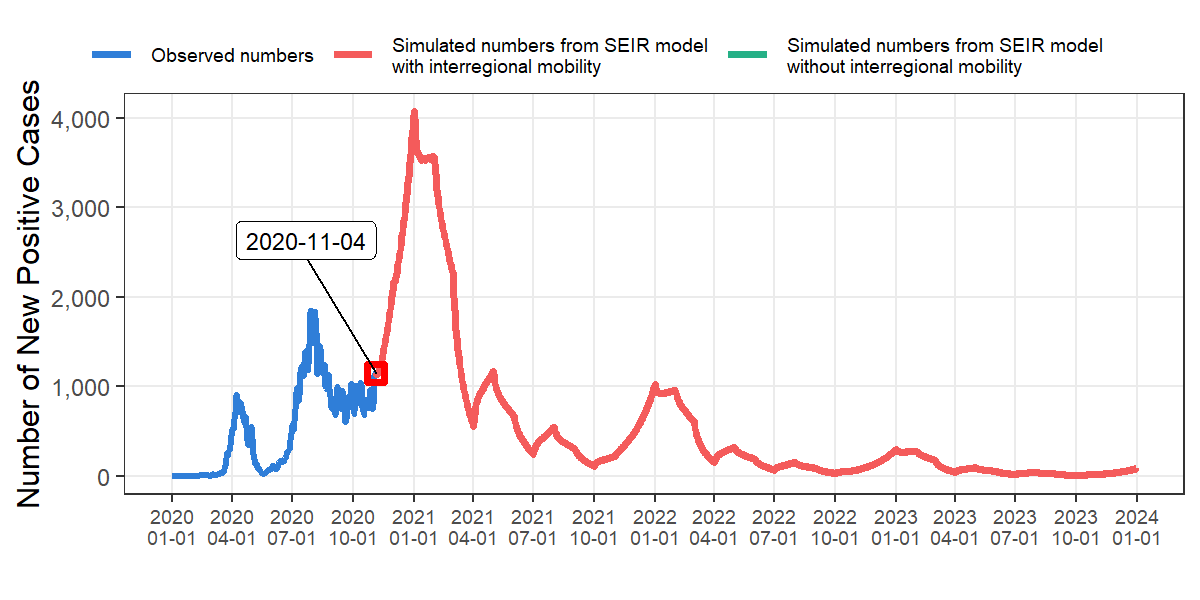 Observed numbers
Simulated numbers from SEIR model
with interregional mobility
Simulated numbers from SEIR model
without interregional mobility
Number of New Positive Cases
4,000
3,000
2,000
1,000
0
2020-11-04
2020 2020 2020 2020 2021 2021 2021 2021 2022 2022 2022 2022 2023 2023 2023 2023 2024
01-01 04-01 07-01 10-01 01-01 04-01 07-01 10-01 01-01 04-01 07-01 10-01 01-01 04-01 07-01 10-01 01-01